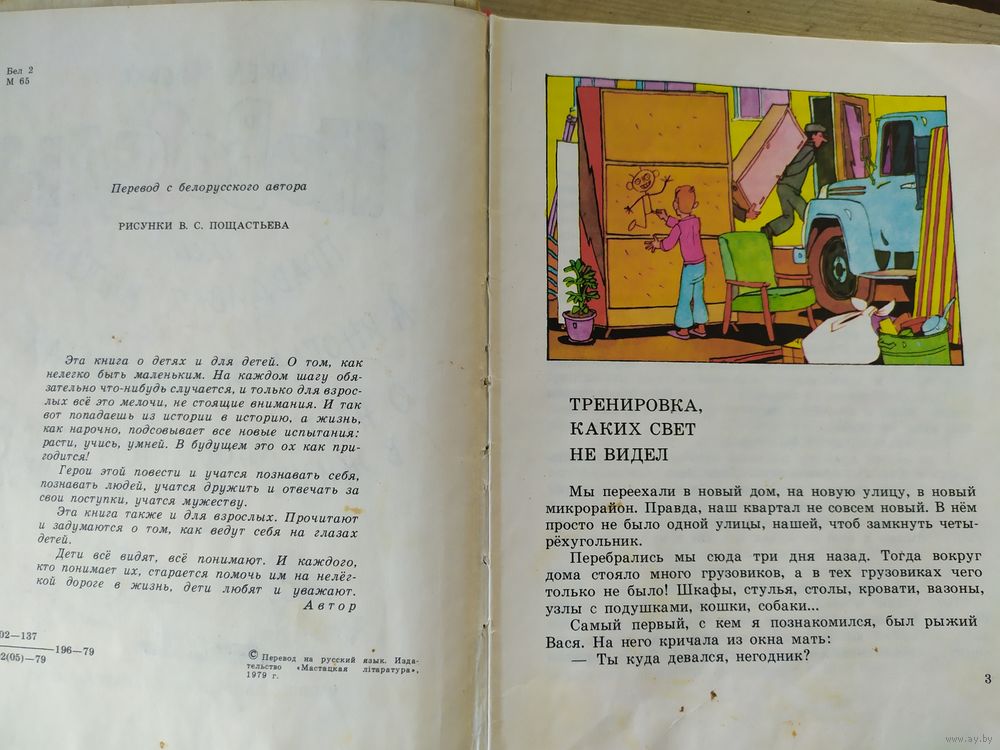 Бел 2
М 65
Перевод с белорусского автора
РИСУНКИ В. С. ПОЩАСТЬЕВА
Эта книга о детях и для детей. О том, как
нелегко быть маленьким. На каждом шагу обя-
зательно что-нибудь случается, и только для взрос-
лых всё это мелочи, не стоящие внимания. И так
вот попадаешь из истории в историю, а жизнь,
как нарочно, подсовывает все новые испытания:
расти, учись, умней. В будущем это ох как при-
годится!
Герои этой повести и учатся познавать себя,
познавать людей, учатся дружить и отвечать за
свои поступки, учатся мужеству.
Эта книга также и для взрослых. Прочитают
и задумаются о том, как ведут себя на глазах
детей.
Дети всё видят, всё понимают. И каждого,
кто понимает их, старается помочь им на нелёг-
кой дороге в жизнь, дети любят и уважают.
Автор
02—137
2(05)—79
196—79
© Перевод на русский язык. Изда-
тельство «Мастацкая літаратура»,
1979 г.
ТРЕНИРОВКА,
КАКИХ СВЕТ
НЕ ВИДЕЛ
Мы переехали в новый дом, на новую улицу, в новый
микрорайон. Правда, наш квартал не совсем новый. В нём
просто не было одной улицы, нашей, чтоб замкнуть четы-
рёхугольник.
Перебрались мы сюда три дня назад. Тогда вокруг
дома стояло много грузовиков, а в тех грузовиках чего
только не было! Шкафы, стулья, столы, кровати, вазоны,
узлы с подушками, кошки, собаки...
Самый первый, с кем я познакомился, был рыжий
Вася. На него кричала из окна мать:
— Ты куда девался, негодник?
3
www.ay.by